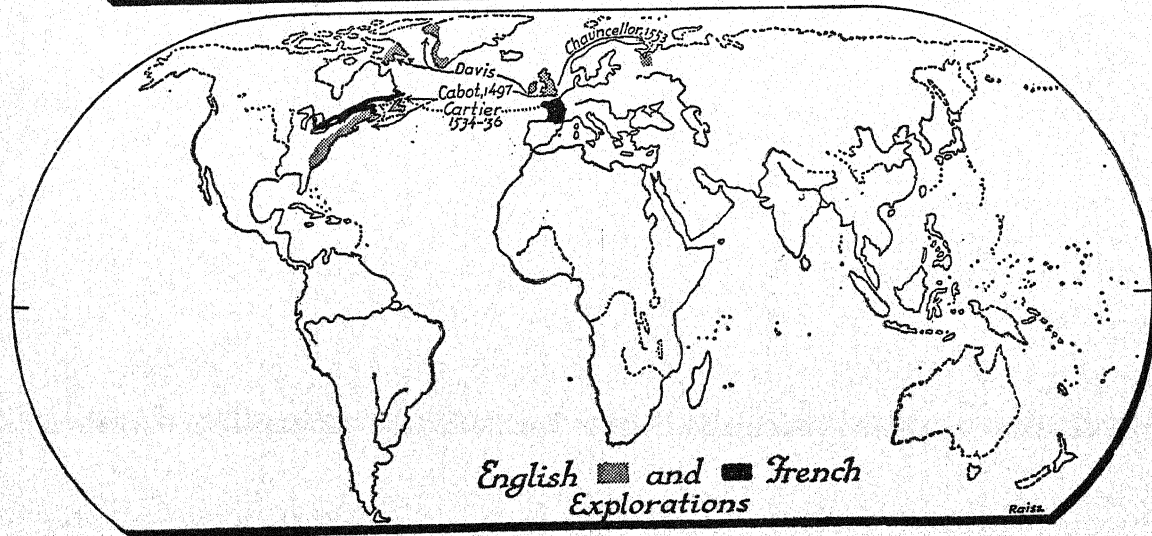 Chauncellor, 1553
Davis
Cabot, 1497
Cartier
1534-36
English and French
Explorations
Raisz